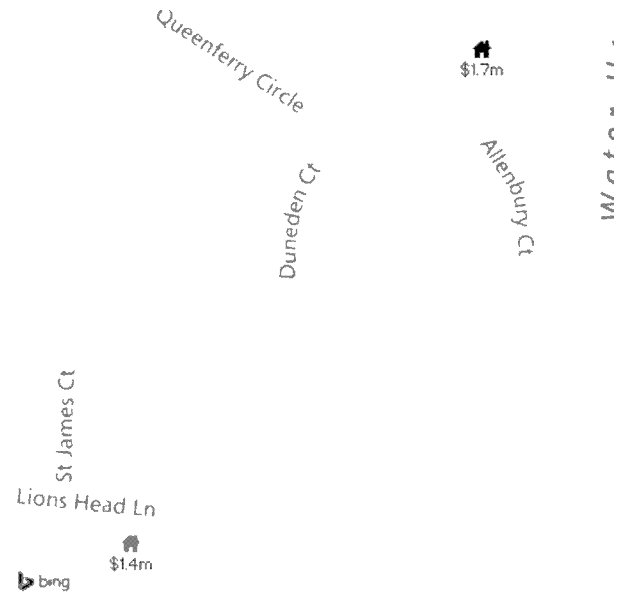 Queenferry Circle
$1.7m
Allenbury Ct
Duneden Ct
St James Ct
Lions Head Ln
$1.4m
bing